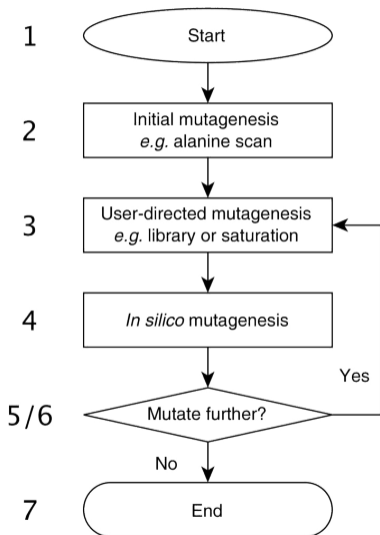 1
Start
2
Initial mutagenesis
e.g. alanine scan
3
User-directed mutagenesis
e.g. library or saturation
4
In silico mutagenesis
Yes
5/6
Mutate further?
No
7
End